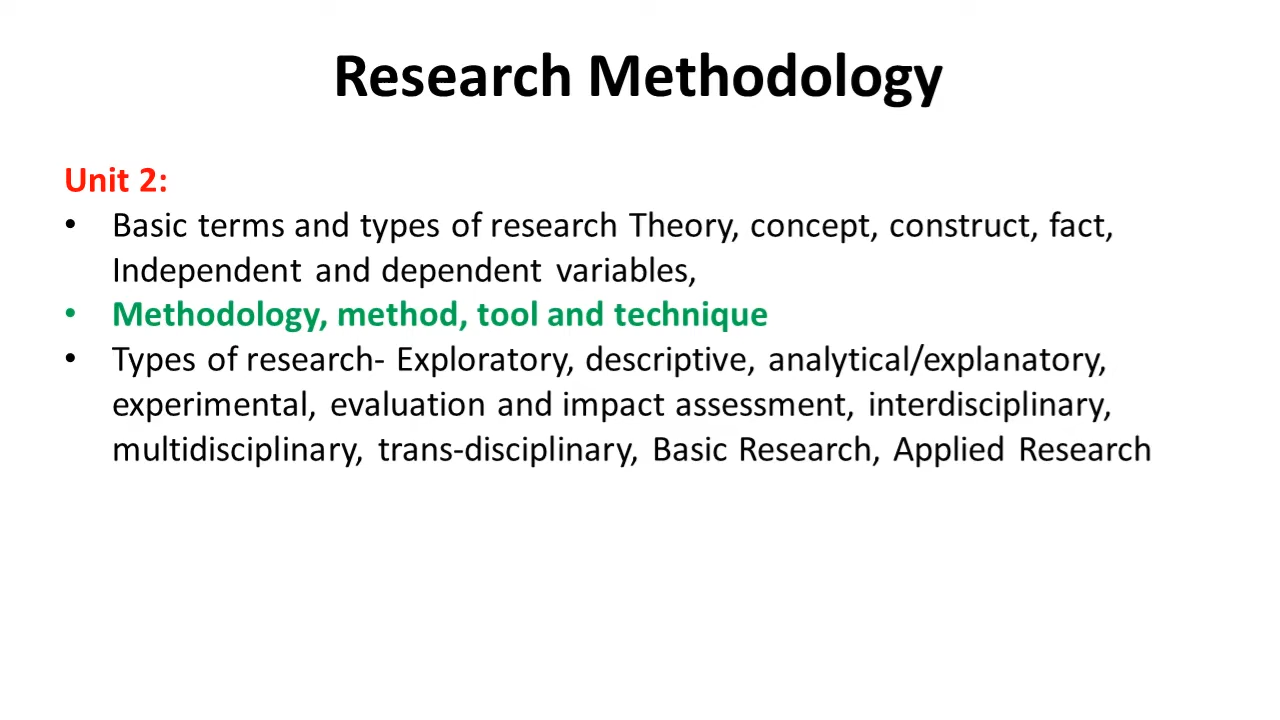 Research Methodology
Unit 2:
• Basic terms and types of research Theory, concept, construct, fact,
Independent and dependent variables,
• Methodology, method, tool and technique
• Types of research- Exploratory, descriptive, analytical/explanatory,
experimental, evaluation and impact assessment, interdisciplinary,
multidisciplinary, trans-disciplinary, Basic Research, Applied Research